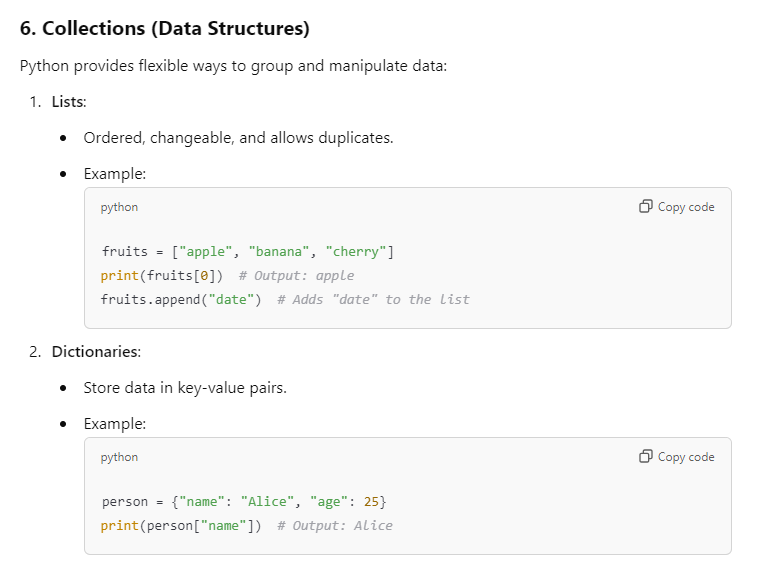 6. Collections (Data Structures)
Python provides flexible ways to group and manipulate data:
1. Lists:
• Ordered, changeable, and allows duplicates.
• Example:
python
Copy code
fruits = ["apple", "banana", "cherry"]
print(fruits[0])  # Output: apple
fruits.append("date")  # Adds "date" to the list
2. Dictionaries:
• Store data in key-value pairs.
• Example:
python
Copy code
person = {"name": "Alice", "age": 25}
print(person["name"])  # Output: Alice